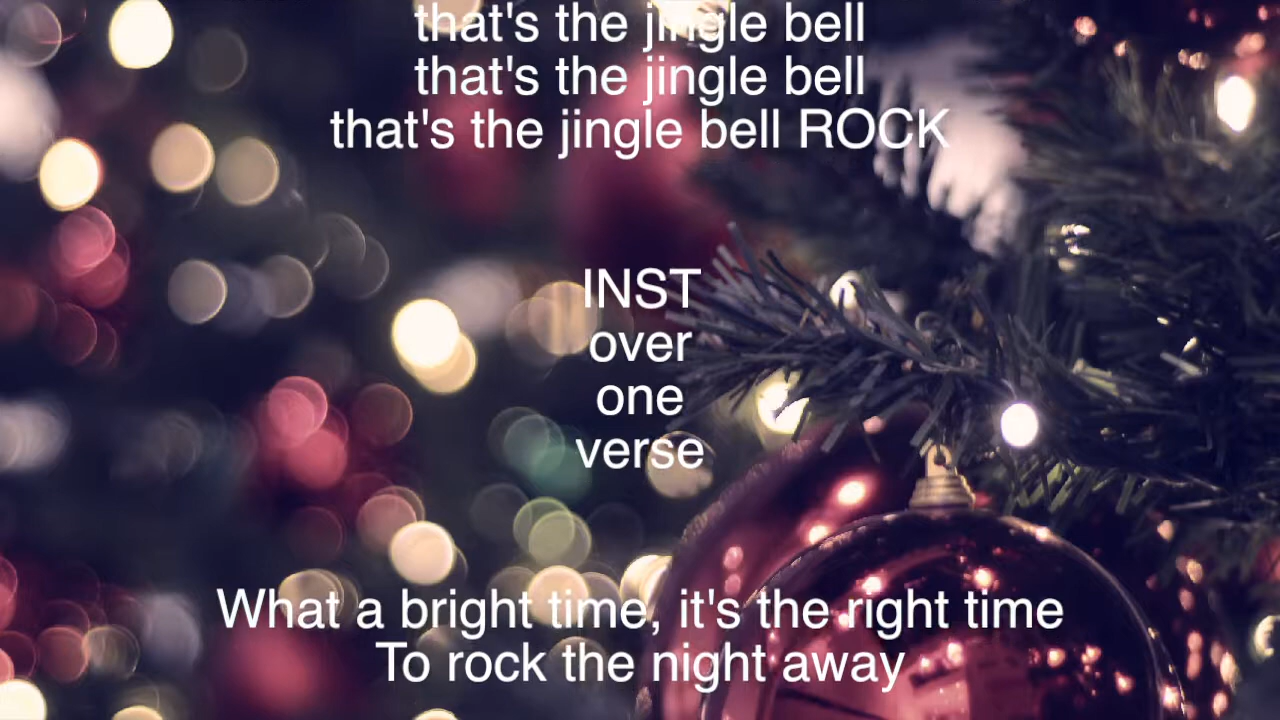 that's the jingle bell
that's the jingle bell
that's the jingle bell ROCK
INST
over
one
verse
What a bright time, it's the right time
To rock the night away